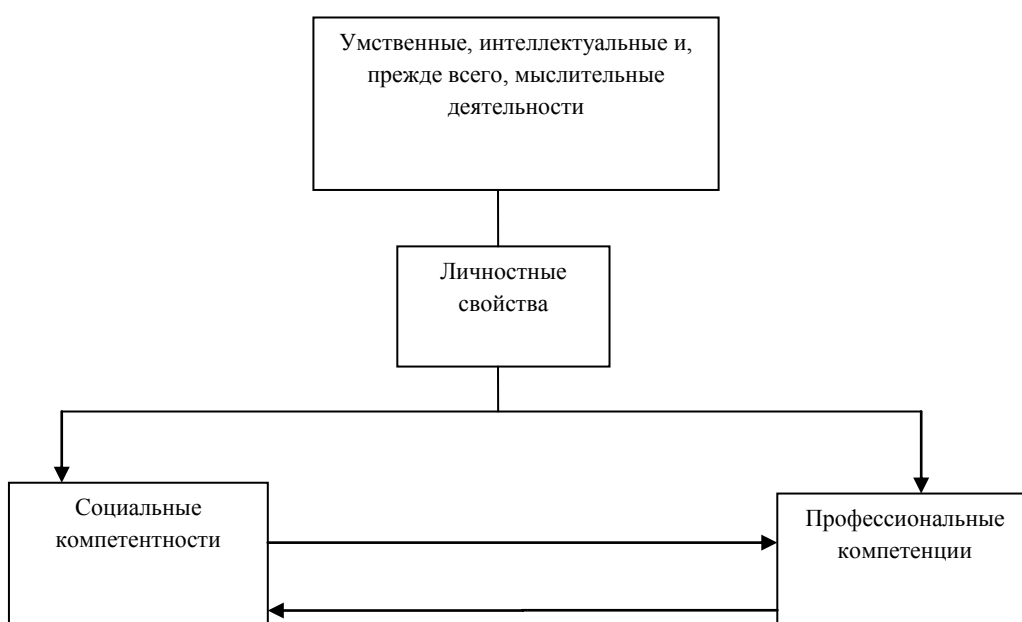 Умственные, интеллектуальные и,
прежде всего, мыслительные
деятельности
Личностные
свойства
Социальные
компетентности
Профессиональные
компетенции